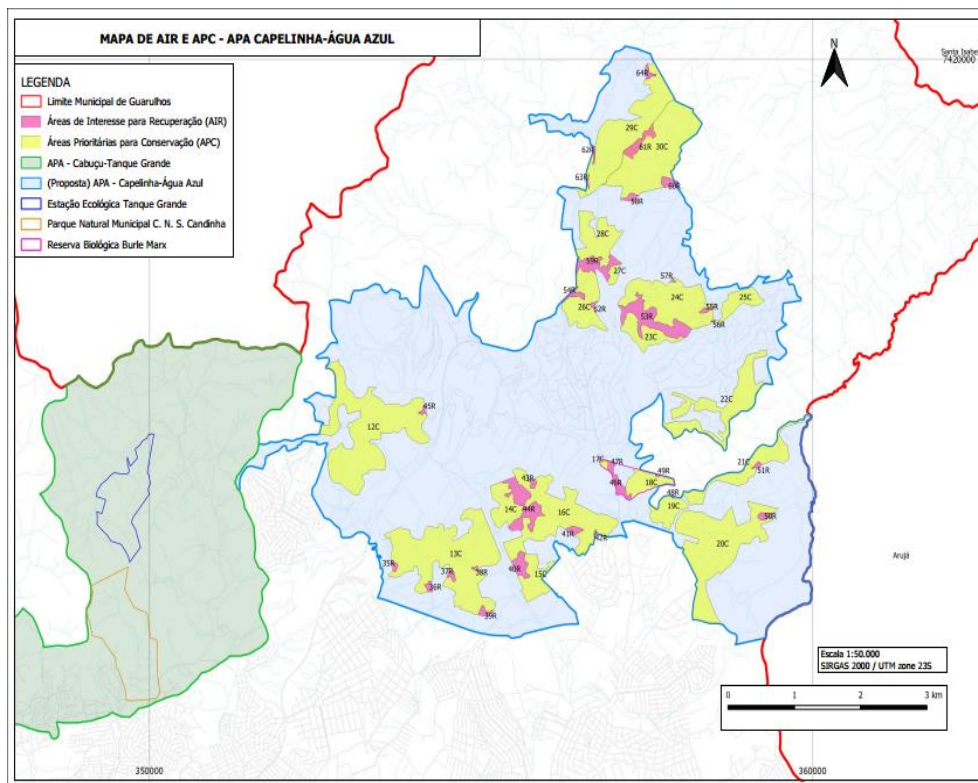 MAPA DE AIR E APC - APA CAPELINHA-ÁGUA AZUL
LEGENDA
Limite Municipal de Guarulhos
Áreas de Interesse para Recuperação (AIR)
Áreas Prioritárias para Conservação (APC)
APA - Cabuçu-Tanque Grande
(Proposta) APA - Capelinha-Água Azul
Estação Ecológica Tanque Grande
Parque Natural Municipal C. N. S. Candinha
Reserva Biológica Burle Marx
N
Santa Isabe
7420000
64R
29C
62R
61R
30C
63R
60R
58R
28C
59R
27C
57R
54R
24C
25C
26C
52R
53R
55R
56R
23C
22C
45R
12C
17C
47R
21C
51R
49R
43R
46R
18C
48R
14C
44R
16C
19C
50R
41R
42R
20C
13C
Arujá
35R
37R
38R
40R
15C
36R
39R
Escala 1:50.000
SIRGAS 2000 / UTM zone 23S
0 1 2 3 km
350000
360000